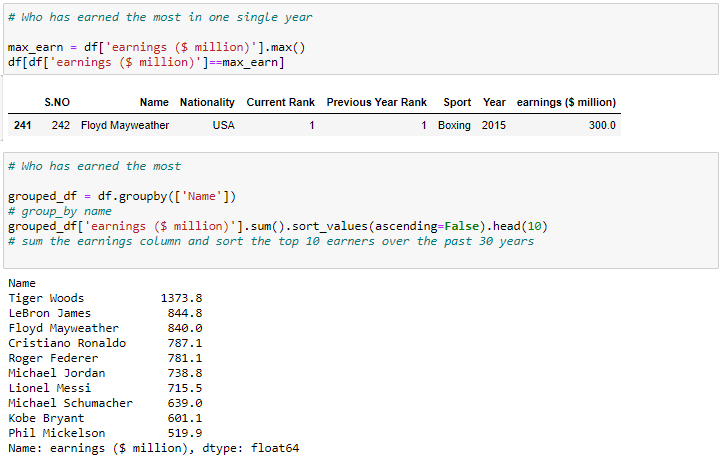 # Who has earned the most in one single year
max_earn = df['earnings ($ million)'].max()
df[df['earnings ($ million)']==max_earn]
S.NO Name Nationality Current Rank Previous Year Rank Sport Year earnings ($ million)
241 242 Floyd Mayweather USA 1 1 Boxing 2015 300.0
# Who has earned the most
grouped_df = df.groupby(['Name'])
# group_by name
grouped_df['earnings ($ million)'].sum().sort_values(ascending=False).head(10)
# sum the earnings column and sort the top 10 earners over the past 30 years
Name
Tiger Woods 1373.8
LeBron James 844.8
Floyd Mayweather 840.0
Cristiano Ronaldo 787.1
Roger Federer 781.1
Michael Jordan 738.8
Lionel Messi 715.5
Michael Schumacher 639.0
Kobe Bryant 601.1
Phil Mickelson 519.9
Name: earnings ($ million), dtype: float64